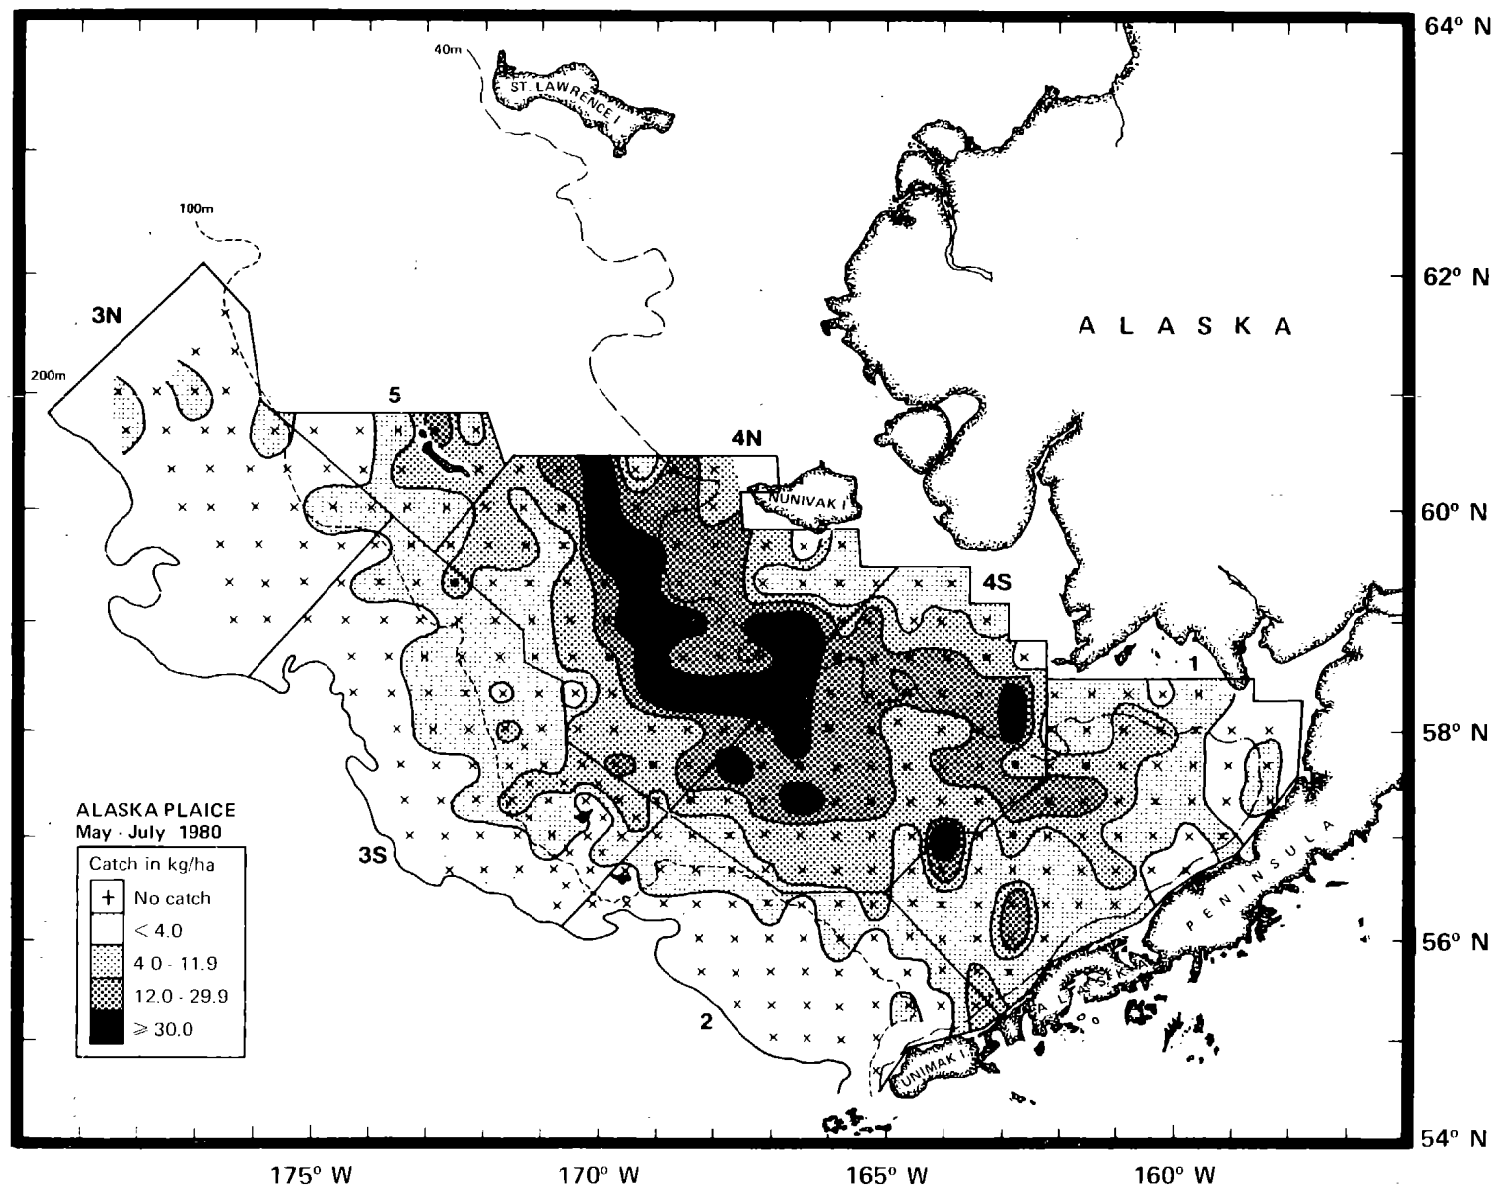 64° N
40m
ST. LAWRENCE I
100m
62° N
3N
A L A S K A
200m
5
4N
NUNIVAK I
60° N
4S
1
58° N
ALASKA PLAICE
May - July 1980
3S
Catch in kg/ha
+ No catch
< 4.0
4 0 - 11.9
12.0 - 29.9
⩾ 30.0
PENINSULA
56° N
ALASKA
2
UNIMAK I
54° N
175° W 170° W 165° W 160° W